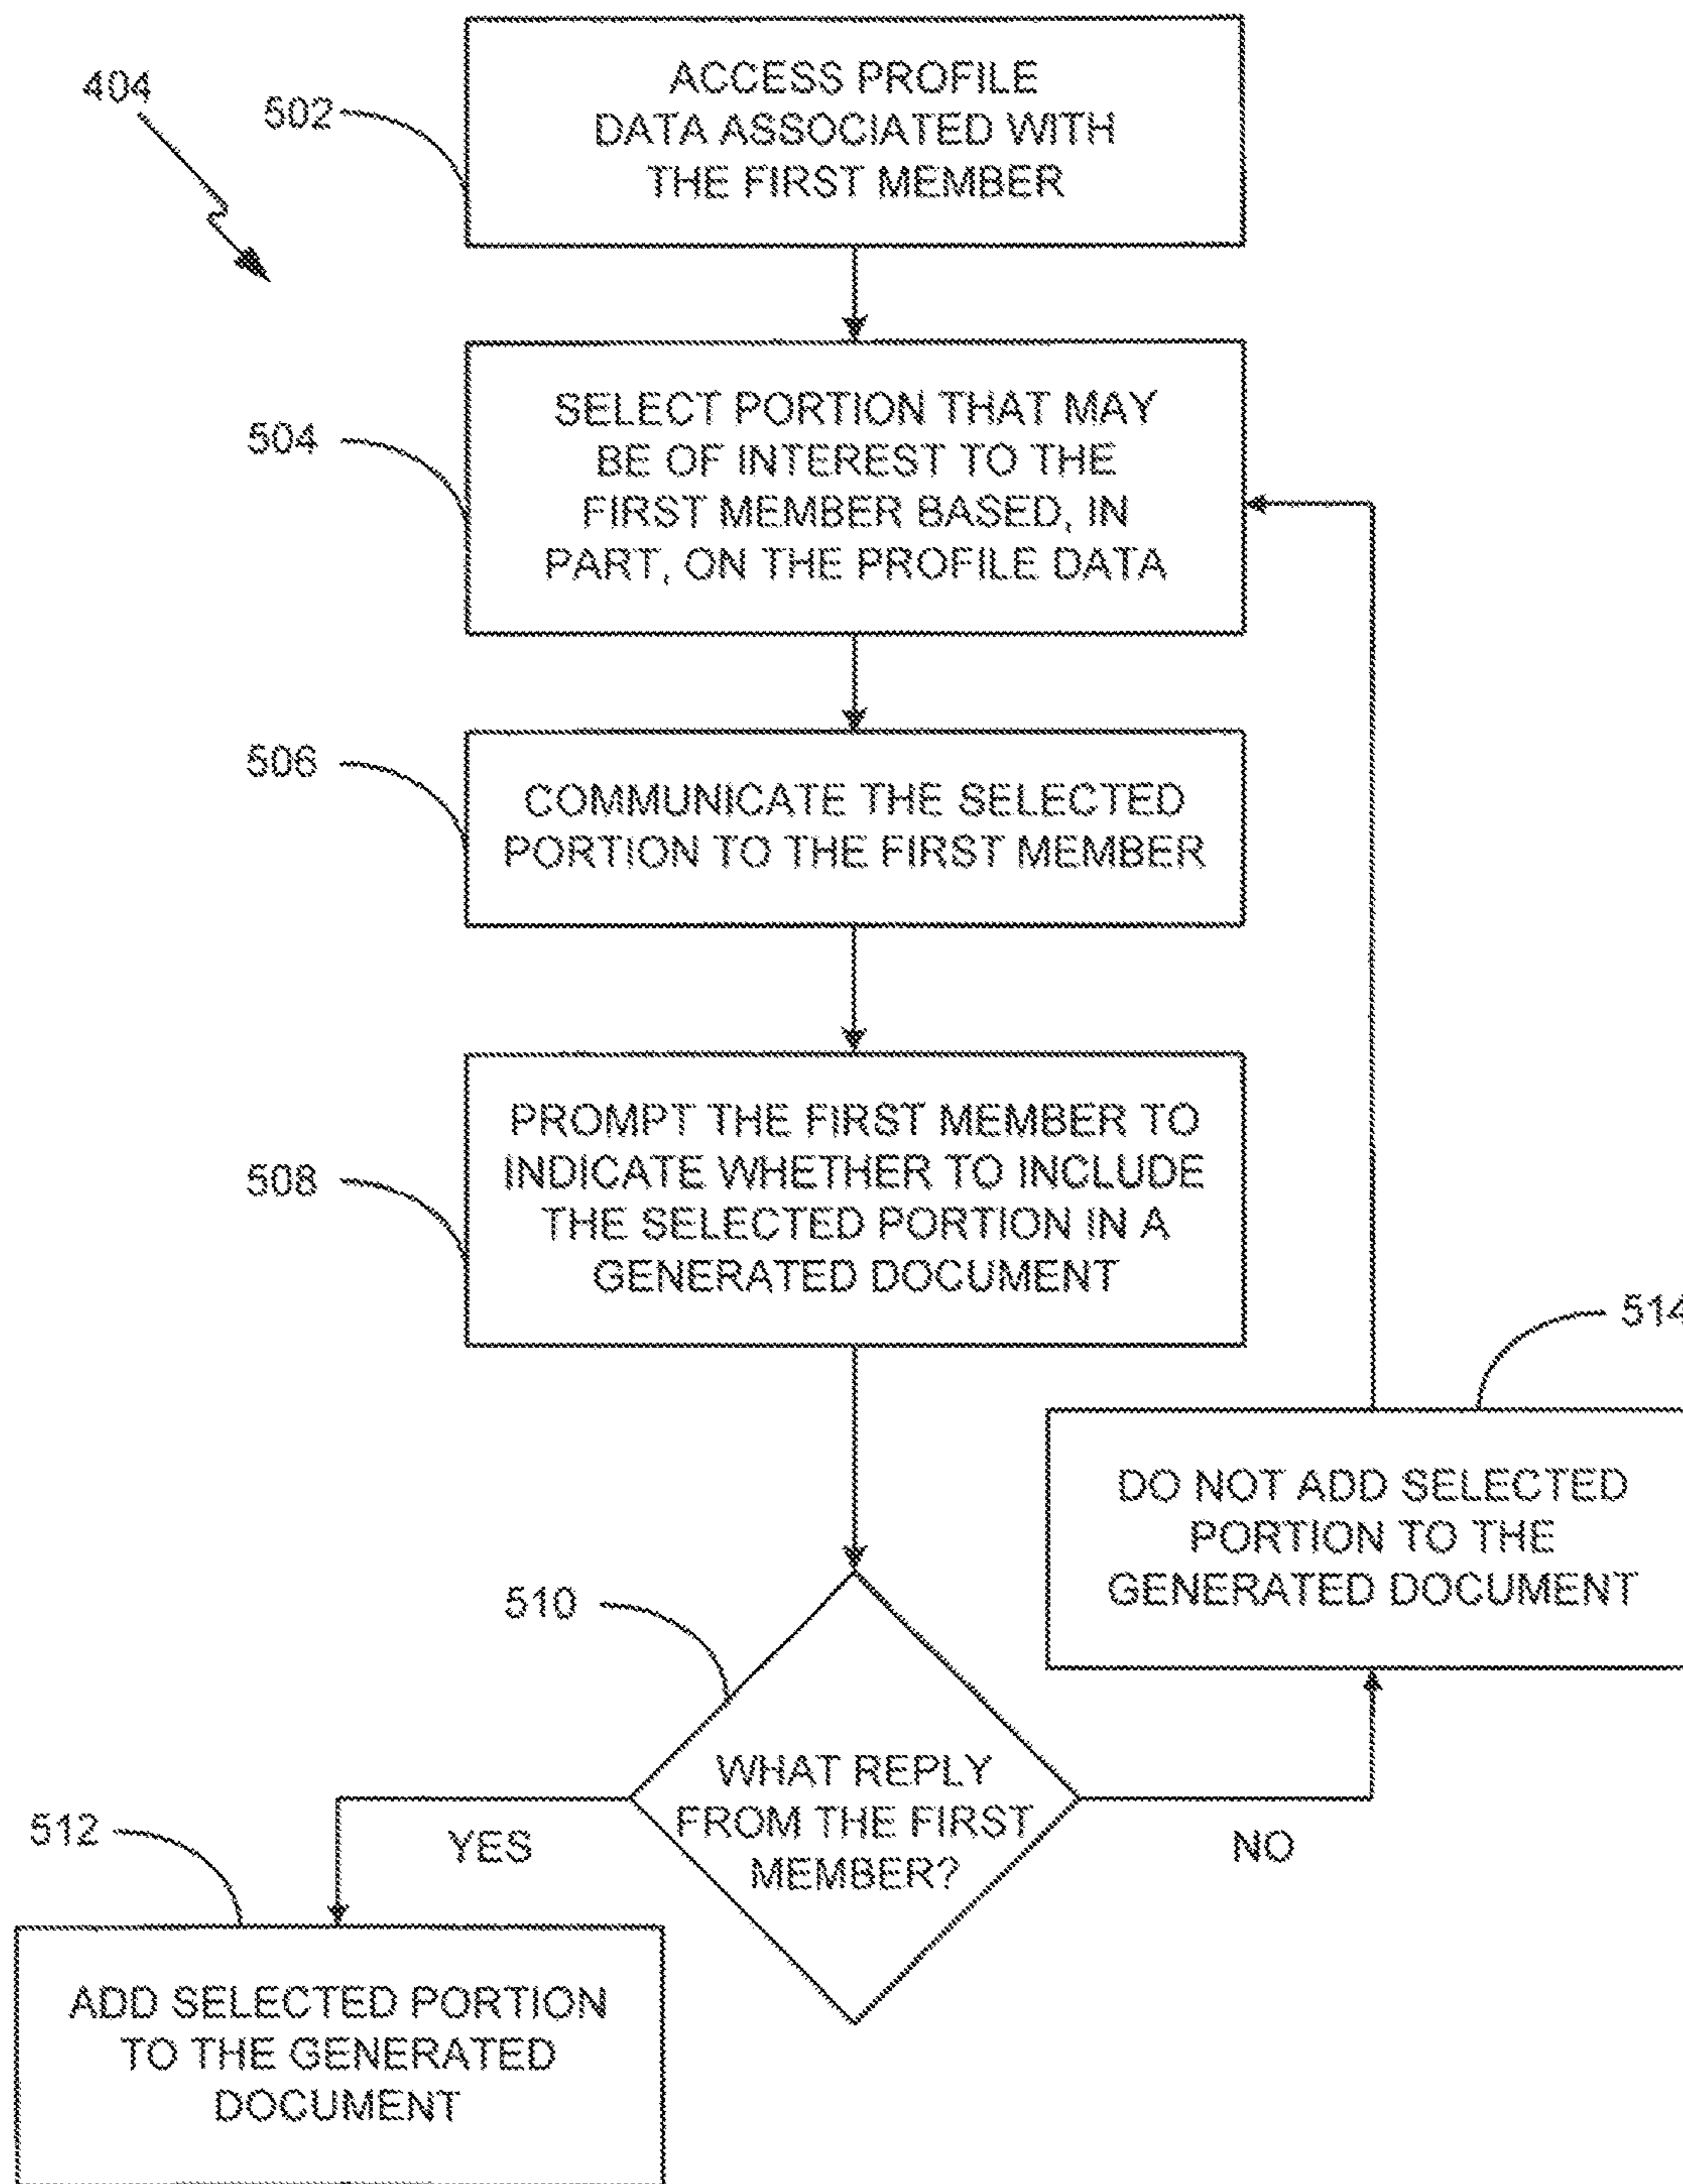 404
502
ACCESS PROFILE
DATA ASSOCIATED WITH
THE FIRST MEMBER
504
SELECT PORTION THAT MAY
BE OF INTEREST TO THE
FIRST MEMBER BASED, IN
PART, ON THE PROFILE DATA
506
COMMUNICATE THE SELECTED
PORTION TO THE FIRST MEMBER
508
PROMPT THE FIRST MEMBER TO
INDICATE WHETHER TO INCLUDE
THE SELECTED PORTION IN A
GENERATED DOCUMENT
514
DO NOT ADD SELECTED
PORTION TO THE
GENERATED DOCUMENT
510
WHAT REPLY
FROM THE FIRST
MEMBER?
YES
NO
512
ADD SELECTED PORTION
TO THE GENERATED
DOCUMENT